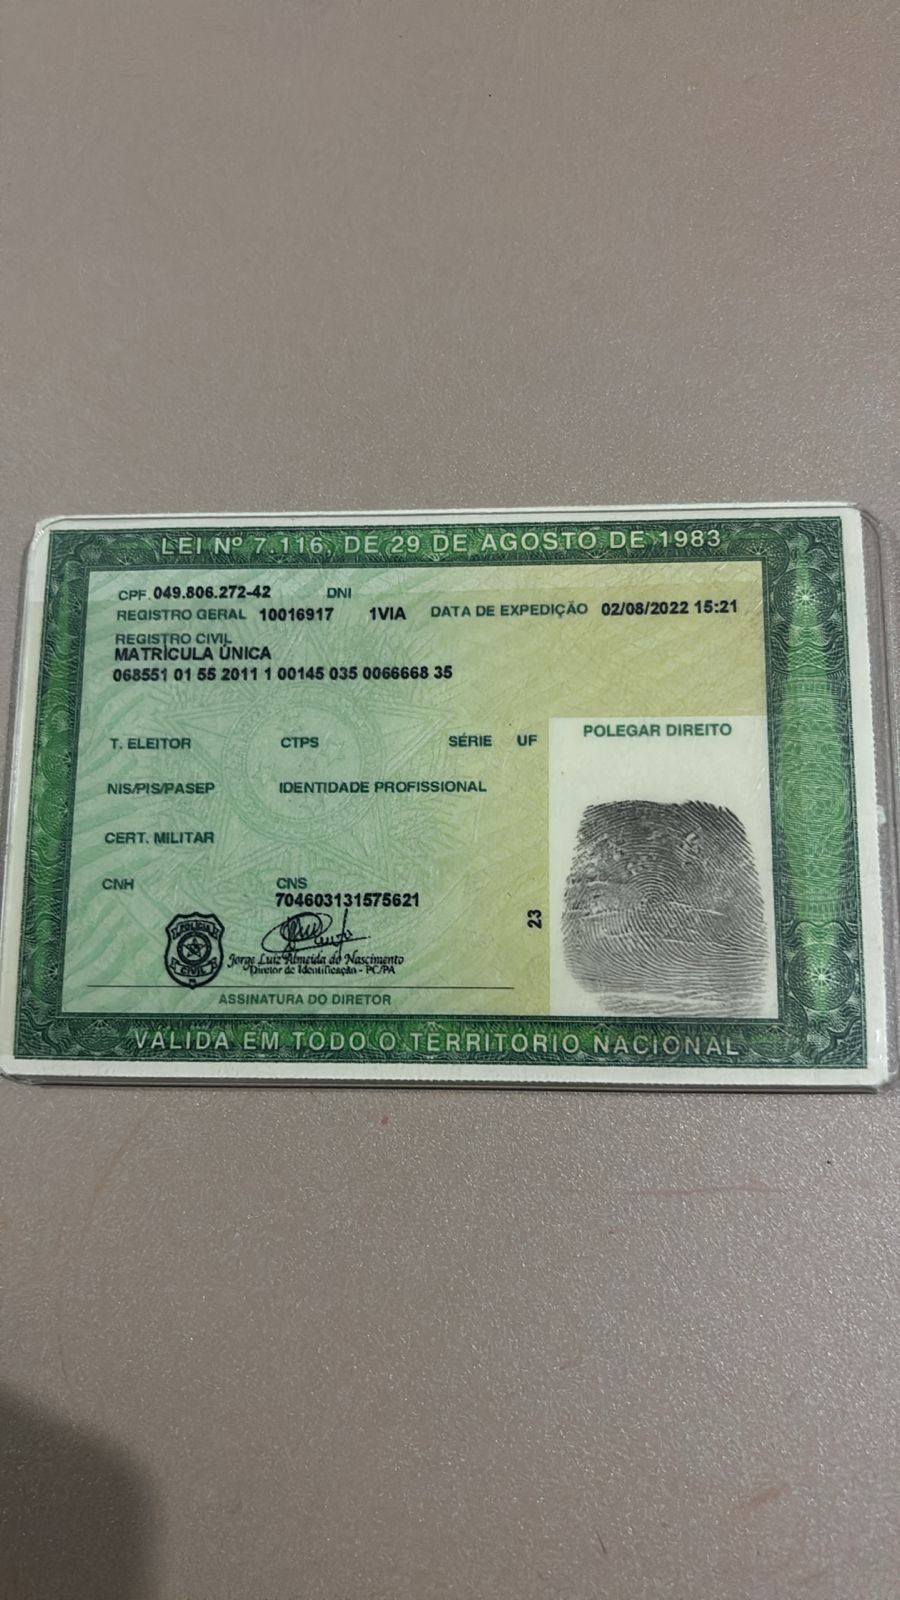 LEI Nº 7.116, DE 29 DE AGOSTO DE 1983
CPF 049.806.272-42 DNI
REGISTRO GERAL 10016917 1VIA DATA DE EXPEDIÇÃO 02/08/2022 15:21
REGISTRO CIVIL
MATRÍCULA ÚNICA
068551 01 55 2011 1 00145 035 0066668 35
POLEGAR DIREITO
T. ELEITOR CTPS SÉRIE UF
NIS/PIS/PASEP IDENTIDADE PROFISSIONAL
CERT. MILITAR
CNH CNS
704603131575621
23
POLÍCIA
CIVIL
Jorge Luiz Almeida do Nascimento
Diretor de Identificação - PC/PA
ASSINATURA DO DIRETOR
VÁLIDA EM TODO O TERRITÓRIO NACIONAL